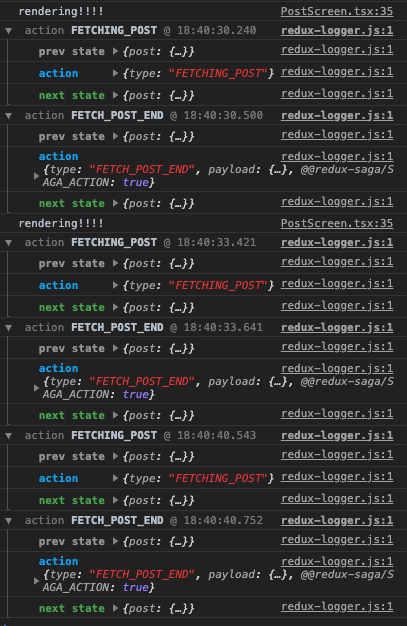 rendering!!!! PostScreen.tsx:35
▼ action FETCHING_POST @ 18:40:30.240 redux-logger.js:1
prev state ▶{post: {…}} redux-logger.js:1
action ▶{type: "FETCHING_POST"} redux-logger.js:1
next state ▶{post: {…}} redux-logger.js:1
▼ action FETCH_POST_END @ 18:40:30.500 redux-logger.js:1
prev state ▶{post: {…}} redux-logger.js:1
action redux-logger.js:1
{type: "FETCH_POST_END", payload: {…}, @@redux-saga/S
▶AGA_ACTION: true}
next state ▶{post: {…}} redux-logger.js:1
rendering!!!! PostScreen.tsx:35
▼ action FETCHING_POST @ 18:40:33.421 redux-logger.js:1
prev state ▶{post: {…}} redux-logger.js:1
action ▶{type: "FETCHING_POST"} redux-logger.js:1
next state ▶{post: {…}} redux-logger.js:1
▼ action FETCH_POST_END @ 18:40:33.641 redux-logger.js:1
prev state ▶{post: {…}} redux-logger.js:1
action redux-logger.js:1
{type: "FETCH_POST_END", payload: {…}, @@redux-saga/S
▶AGA_ACTION: true}
next state ▶{post: {…}} redux-logger.js:1
▼ action FETCHING_POST @ 18:40:40.543 redux-logger.js:1
prev state ▶{post: {…}} redux-logger.js:1
action ▶{type: "FETCHING_POST"} redux-logger.js:1
next state ▶{post: {…}} redux-logger.js:1
▼ action FETCH_POST_END @ 18:40:40.752 redux-logger.js:1
prev state ▶{post: {…}} redux-logger.js:1
action redux-logger.js:1
{type: "FETCH_POST_END", payload: {…}, @@redux-saga/S
▶AGA_ACTION: true}
next state ▶{post: {…}} redux-logger.js:1